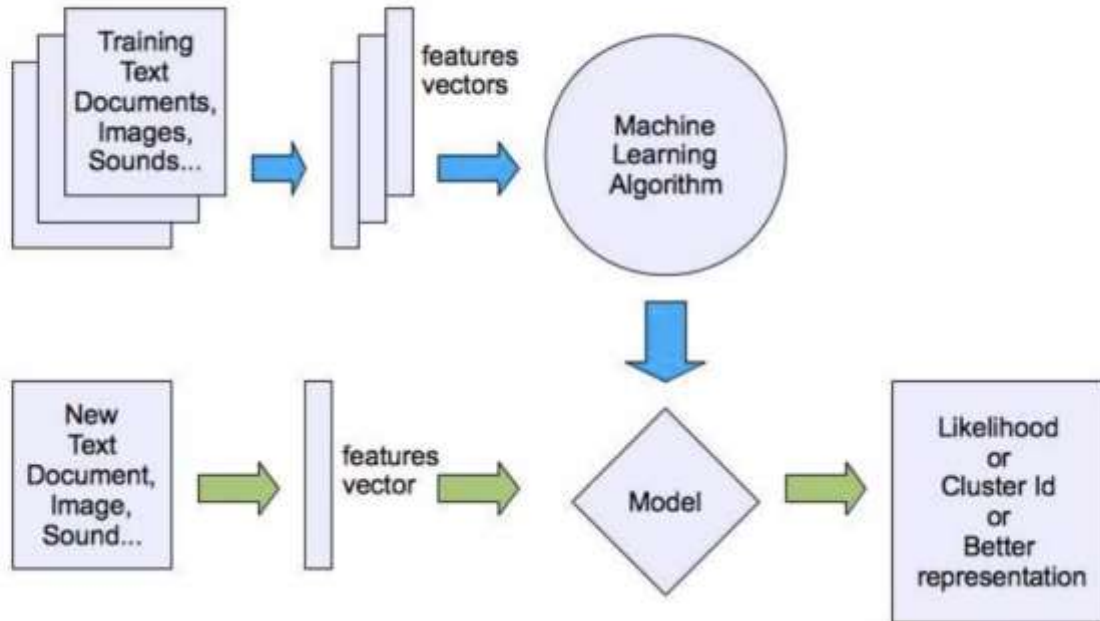 Training
Text
Documents,
Images,
Sounds...
features
vectors
Machine
Learning
Algorithm
New
Text
Document,
Image,
Sound...
features
vector
Model
Likelihood
or
Cluster Id
or
Better
representation